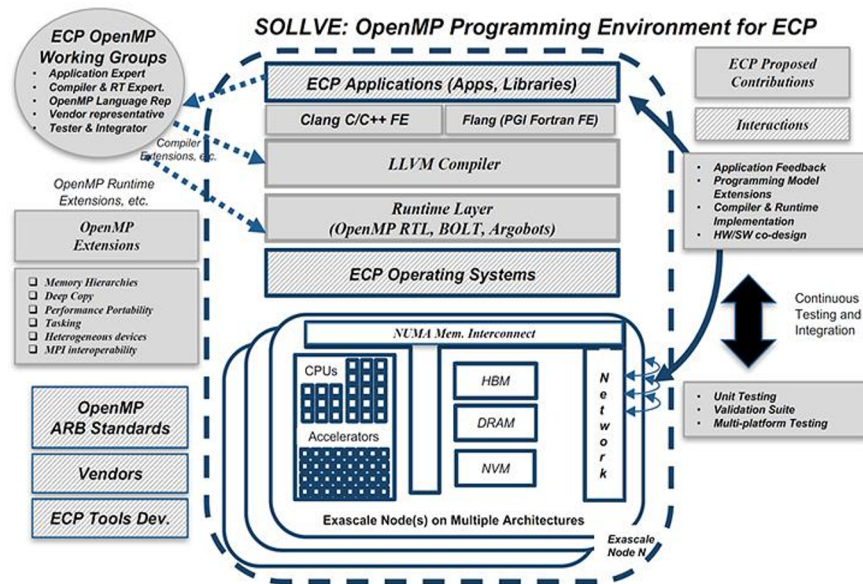 SOLLVE: OpenMP Programming Environment for ECP
ECP OpenMP
Working Groups
• Application Expert
• Compiler & RT Expert.
• OpenMP Language Rep
• Vendor representative
• Tester & Integrator
Compiler
Extensions, etc.
OpenMP Runtime
Extensions, etc.
OpenMP
Extensions
❑ Memory Hierarchies
❑ Deep Copy
❑ Performance Portability
❑ Tasking
❑ Heterogeneous devices
❑ MPI interoperability
OpenMP
ARB Standards
Vendors
ECP Tools Dev.
ECP Applications (Apps, Libraries)
Clang C/C++ FE
Flang (PGI Fortran FE)
LLVM Compiler
Runtime Layer
(OpenMP RTL, BOLT, Argobots)
ECP Operating Systems
NUMA Mem. Interconnect
CPUs
Accelerators
HBM
DRAM
NVM
Network
Exascale Node(s) on Multiple Architectures
Exascale
Node N
ECP Proposed
Contributions
Interactions
• Application Feedback
• Programming Model
Extensions
• Compiler & Runtime
Implementation
• HW/SW co-design
Continuous
Testing and
Integration
• Unit Testing
• Validation Suite
• Multi-platform Testing